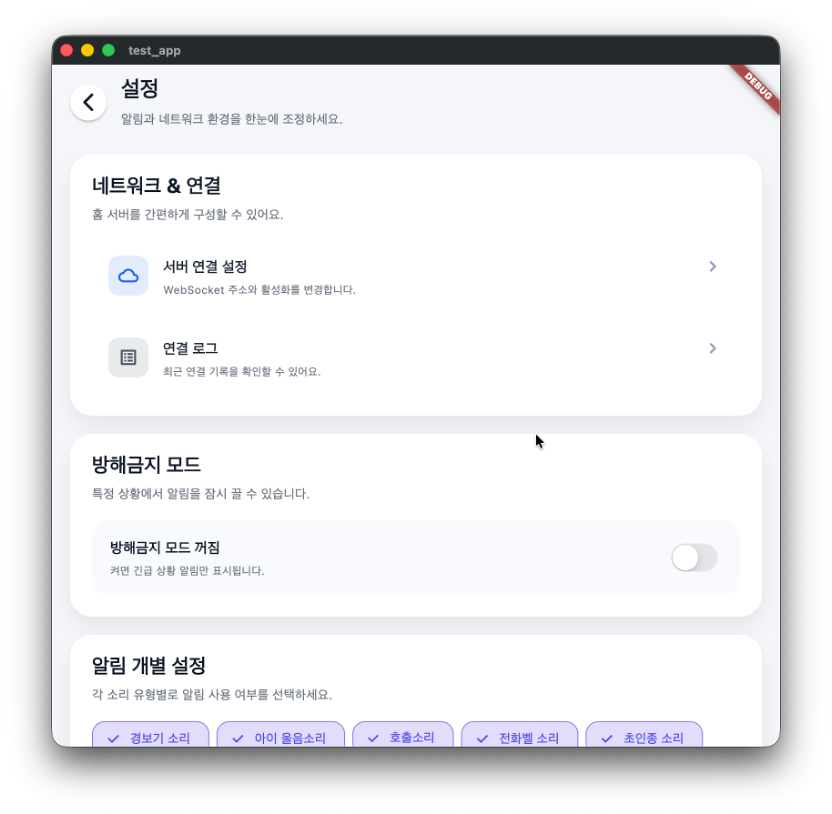 test_app
DEBUG
설정
알림과 네트워크 환경을 한눈에 조정하세요.
네트워크 & 연결
홈 서버를 간편하게 구성할 수 있어요.
서버 연결 설정
WebSocket 주소와 활성화를 변경합니다.
연결 로그
최근 연결 기록을 확인할 수 있어요.
방해금지 모드
특정 상황에서 알림을 잠시 끌 수 있습니다.
방해금지 모드 꺼짐
켜면 긴급 상황 알림만 표시됩니다.
알림 개별 설정
각 소리 유형별로 알림 사용 여부를 선택하세요.
경보기 소리 아이 울음소리 호출소리 전화벨 소리 초인종 소리